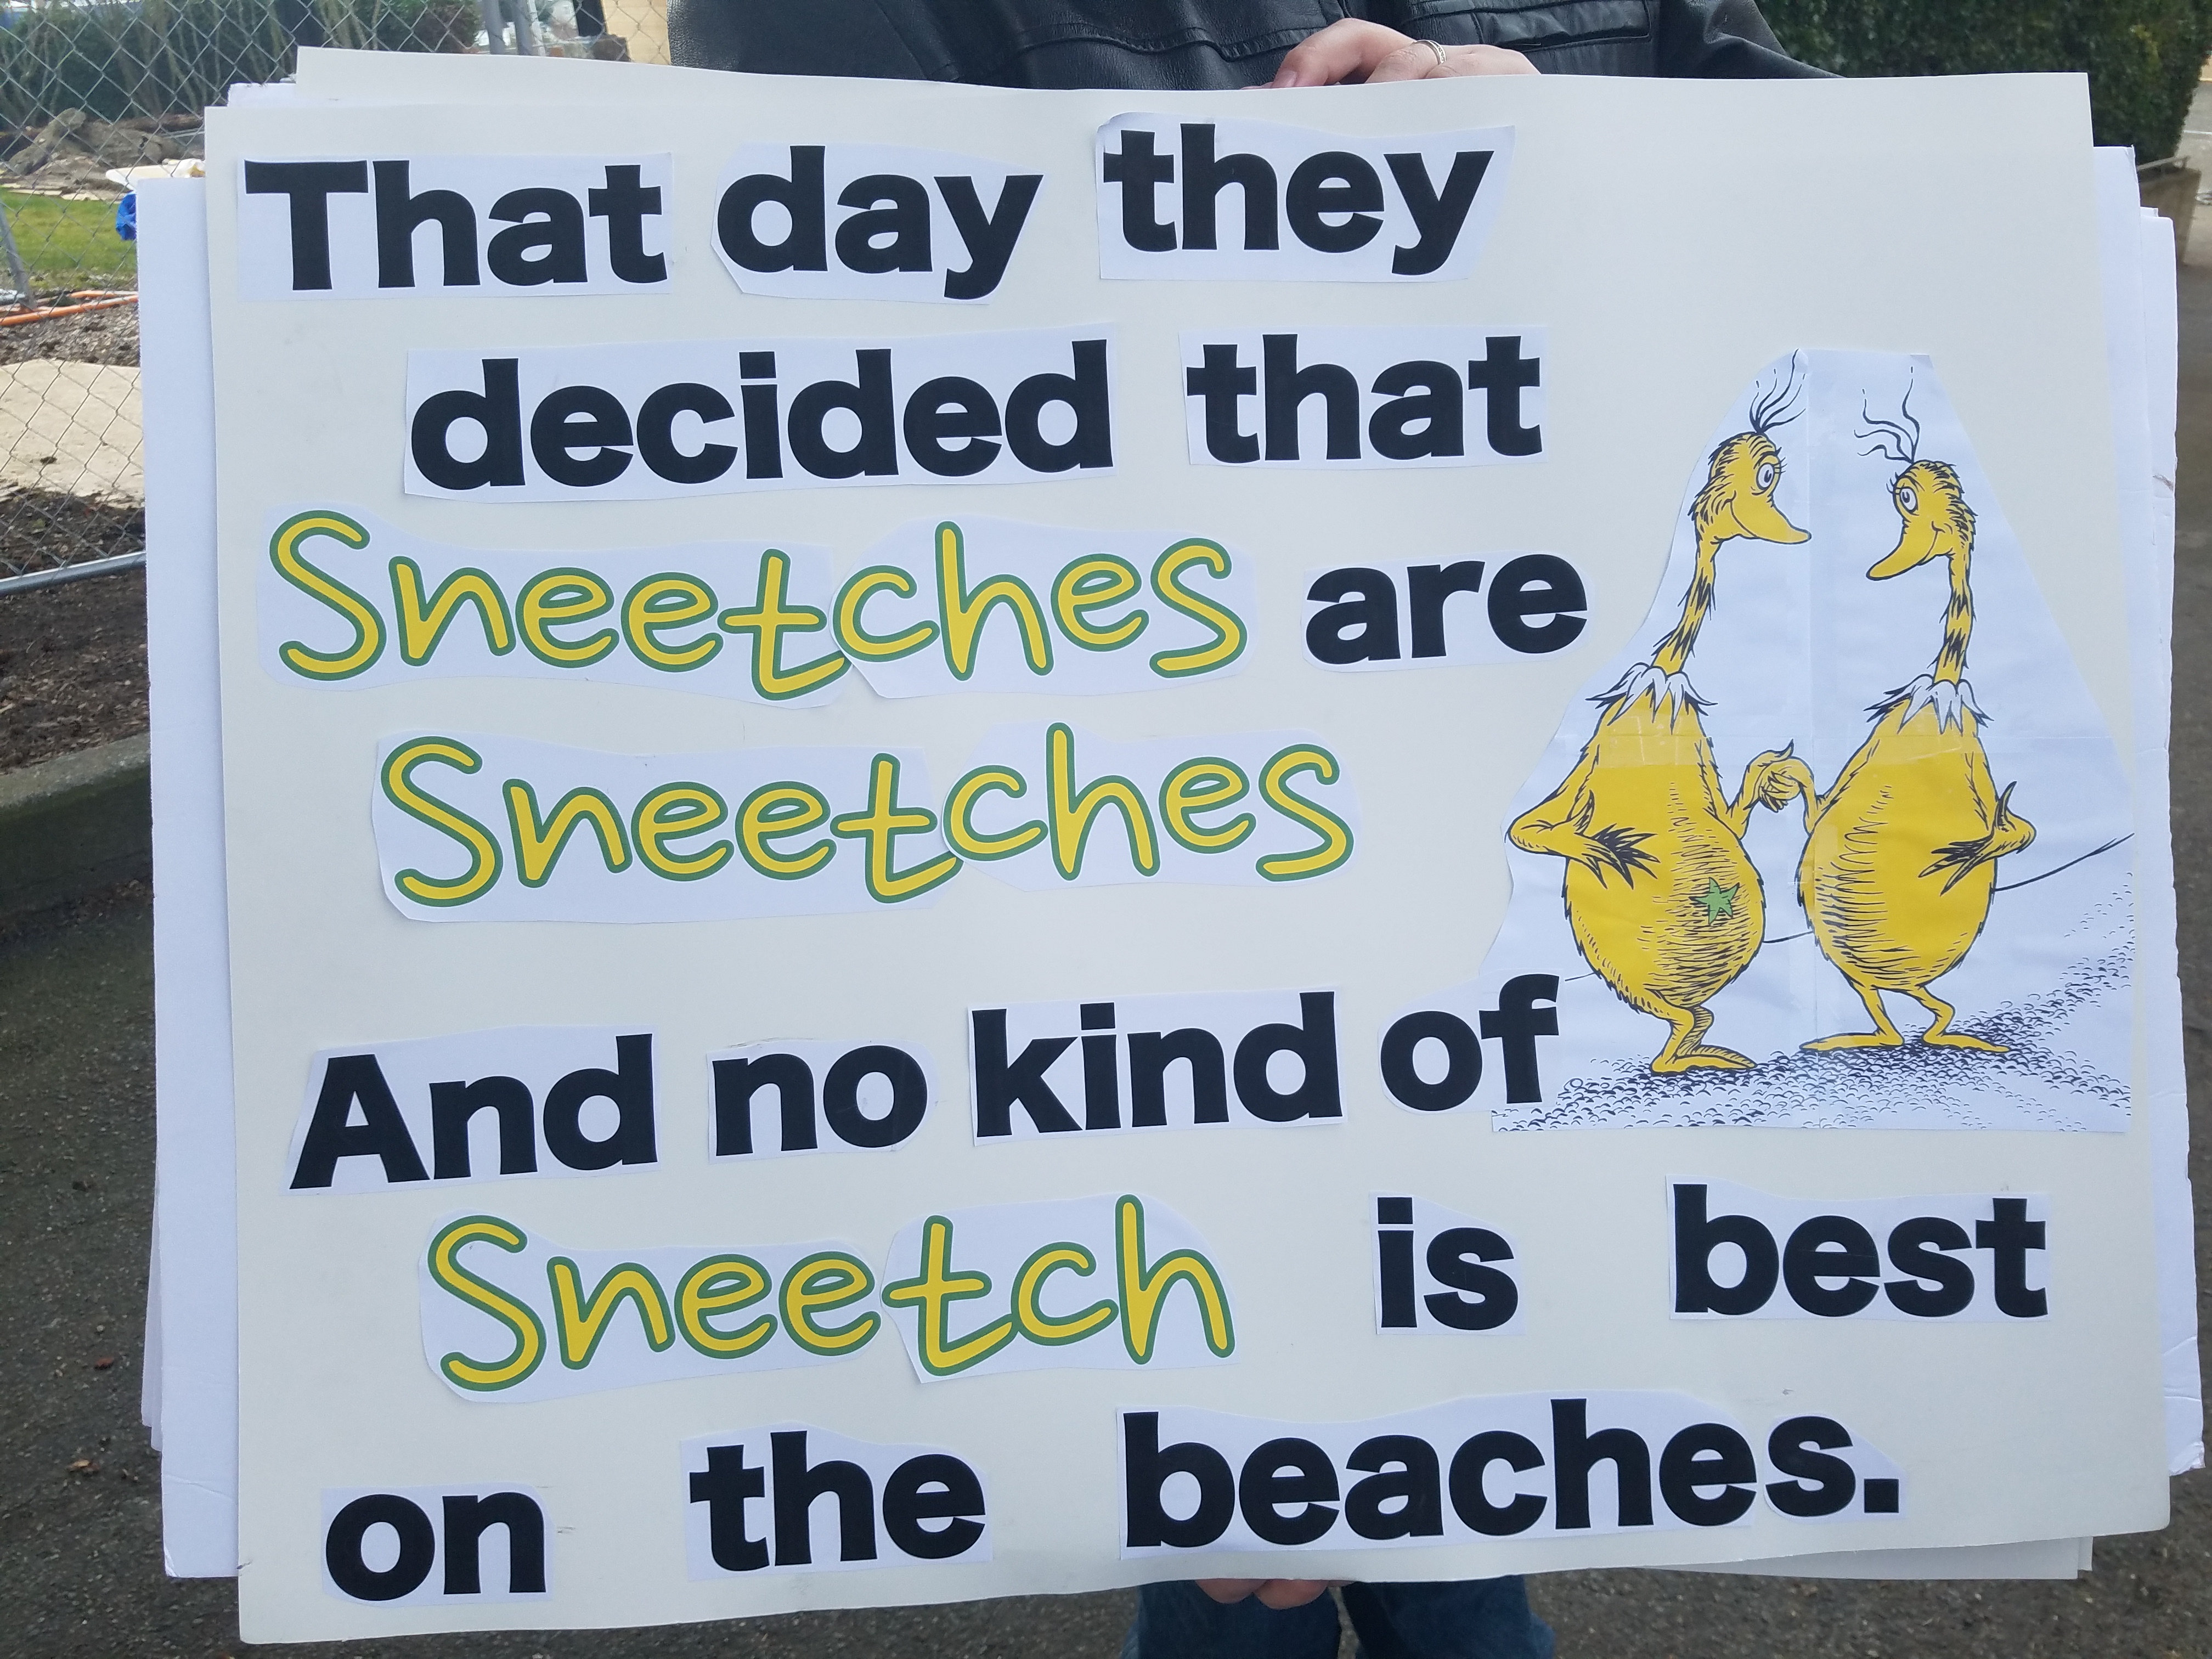 That day they
decided that
Sneetches are
Sneetches
And no kind of
Sneetch is best
on the beaches.